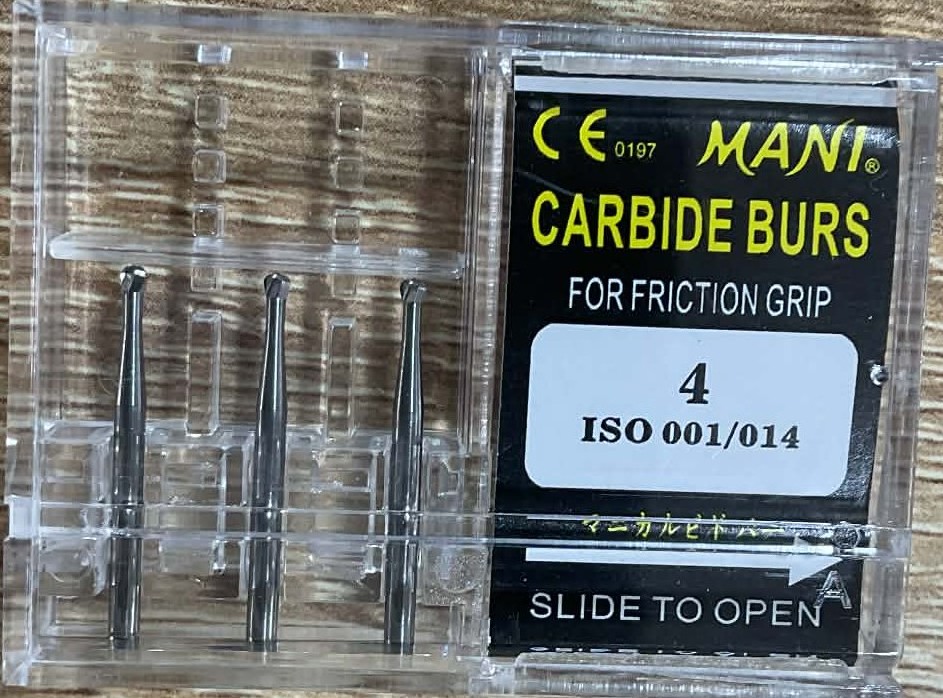 CE 0197 MANI®
CARBIDE BURS
FOR FRICTION GRIP
4
ISO 001/014
マニカルビドバー
SLIDE TO OPEN
A